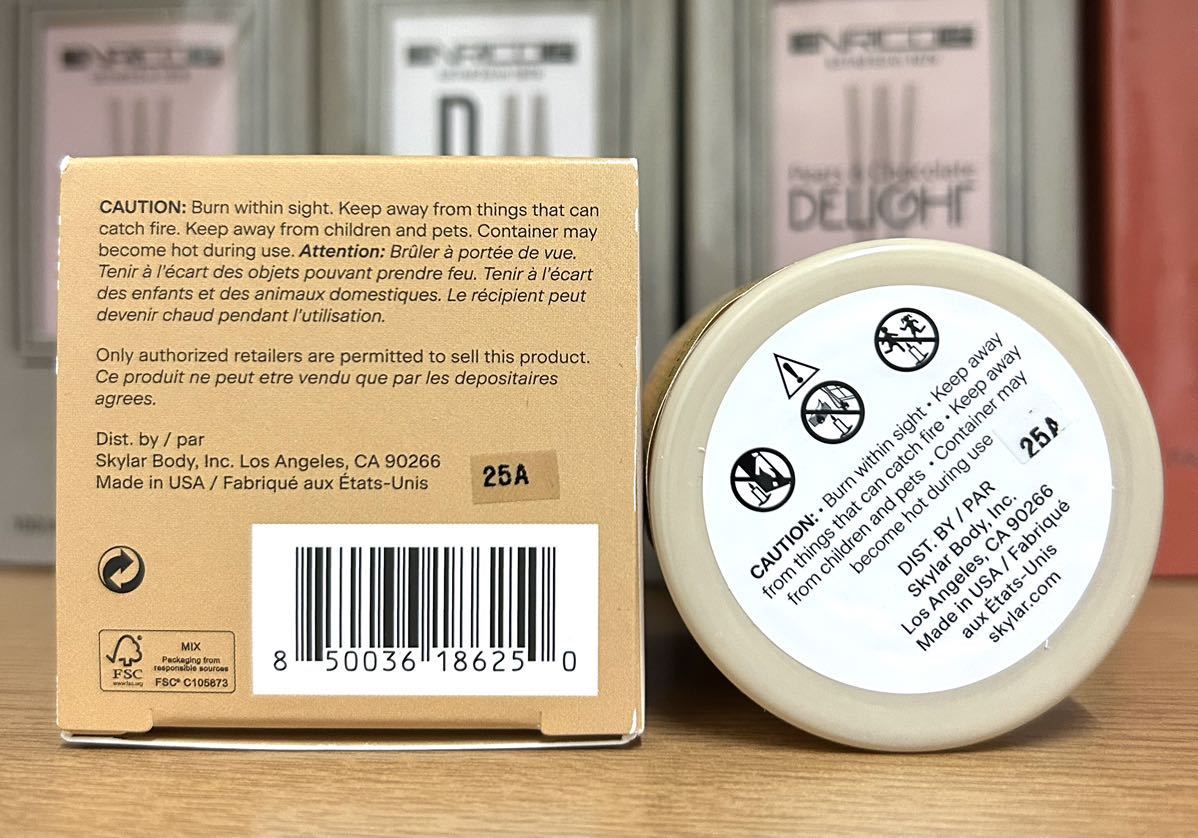 CAUTION: Burn within sight. Keep away from things that can
catch fire. Keep away from children and pets. Container may
become hot during use. Attention: Brûler à portée de vue.
Tenir à l'écart des objets pouvant prendre feu. Tenir à l'écart
des enfants et des animaux domestiques. Le récipient peut
devenir chaud pendant l'utilisation.
Only authorized retailers are permitted to sell this product.
Ce produit ne peut etre vendu que par les depositaires
agrees.
Dist. by / par
Skylar Body, Inc. Los Angeles, CA 90266
Made in USA / Fabriqué aux États-Unis
25A
FSC
www.fsc.org
MIX
Packaging from
responsible sources
FSC® C105873
8 50036 18625 0
CAUTION: • Burn within sight • Keep away
from things that can catch fire • Keep away
from children and pets • Container may
become hot during use
25A
DIST. BY / PAR
Skylar Body, Inc.
Los Angeles, CA 90266
Made in USA / Fabriqué
aux États-Unis
skylar.com
Pears & Chocolate
DELIGHT